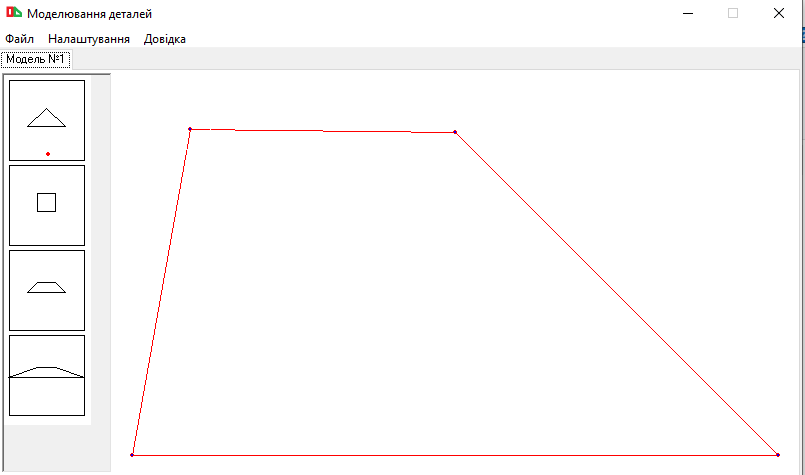 Моделювання деталей
Файл Налаштування Довідка
Модель №1